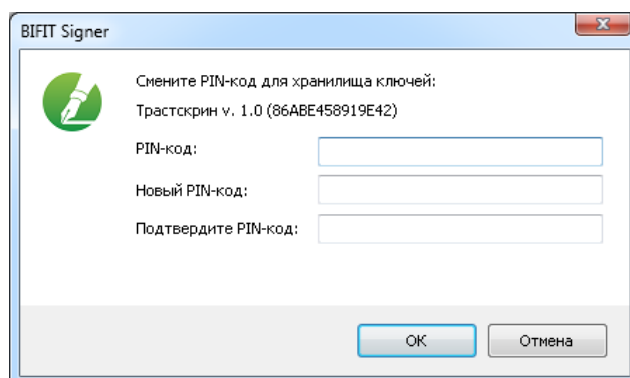 BIFIT Signer
Смените PIN-код для хранилища ключей:
Трастскрин v. 1.0 (86ABE458919E42)
PIN-код:
Новый PIN-код:
Подтвердите PIN-код:
OK
Отмена